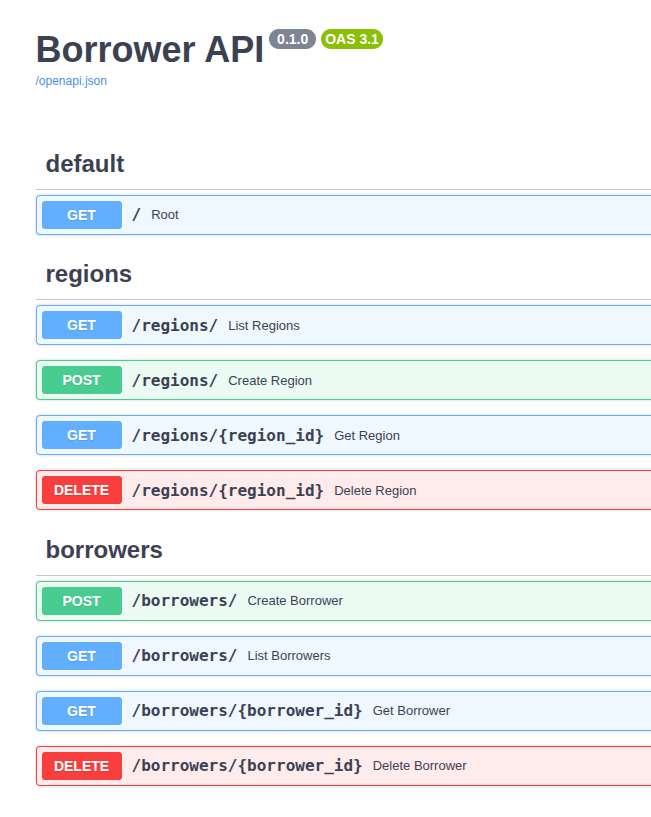 Borrower API 0.1.0 OAS 3.1
/openapi.json
default
GET / Root
regions
GET /regions/ List Regions
POST /regions/ Create Region
GET /regions/{region_id} Get Region
DELETE /regions/{region_id} Delete Region
borrowers
POST /borrowers/ Create Borrower
GET /borrowers/ List Borrowers
GET /borrowers/{borrower_id} Get Borrower
DELETE /borrowers/{borrower_id} Delete Borrower